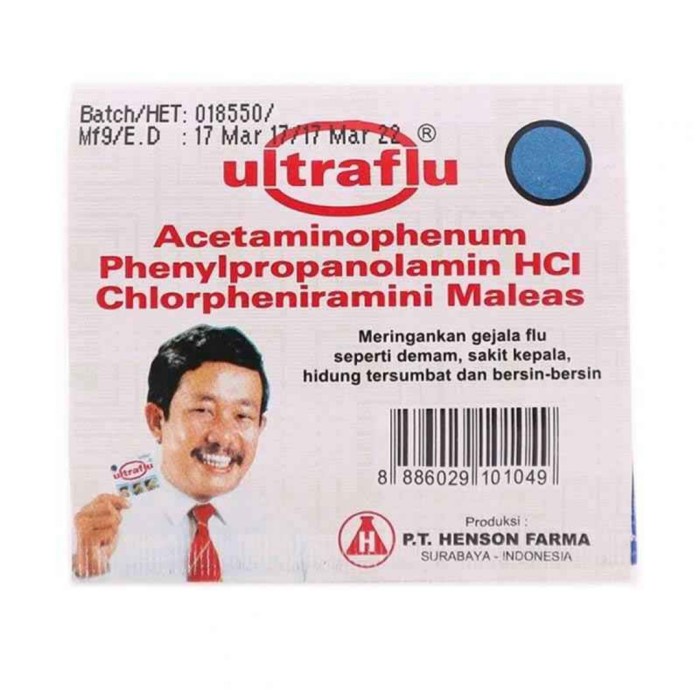 Batch/HET: 018550/
Mf9/E.D : 17 Mar 17/17 Mar 22
ultraflu ®
Acetaminophenum
Phenylpropanolamin HCl
Chlorpheniramini Maleas
Meringankan gejala flu
seperti demam, sakit kepala,
hidung tersumbat dan bersin-bersin
ultraflu
8 886029 101049
Produksi :
H
P.T. HENSON FARMA
SURABAYA - INDONESIA